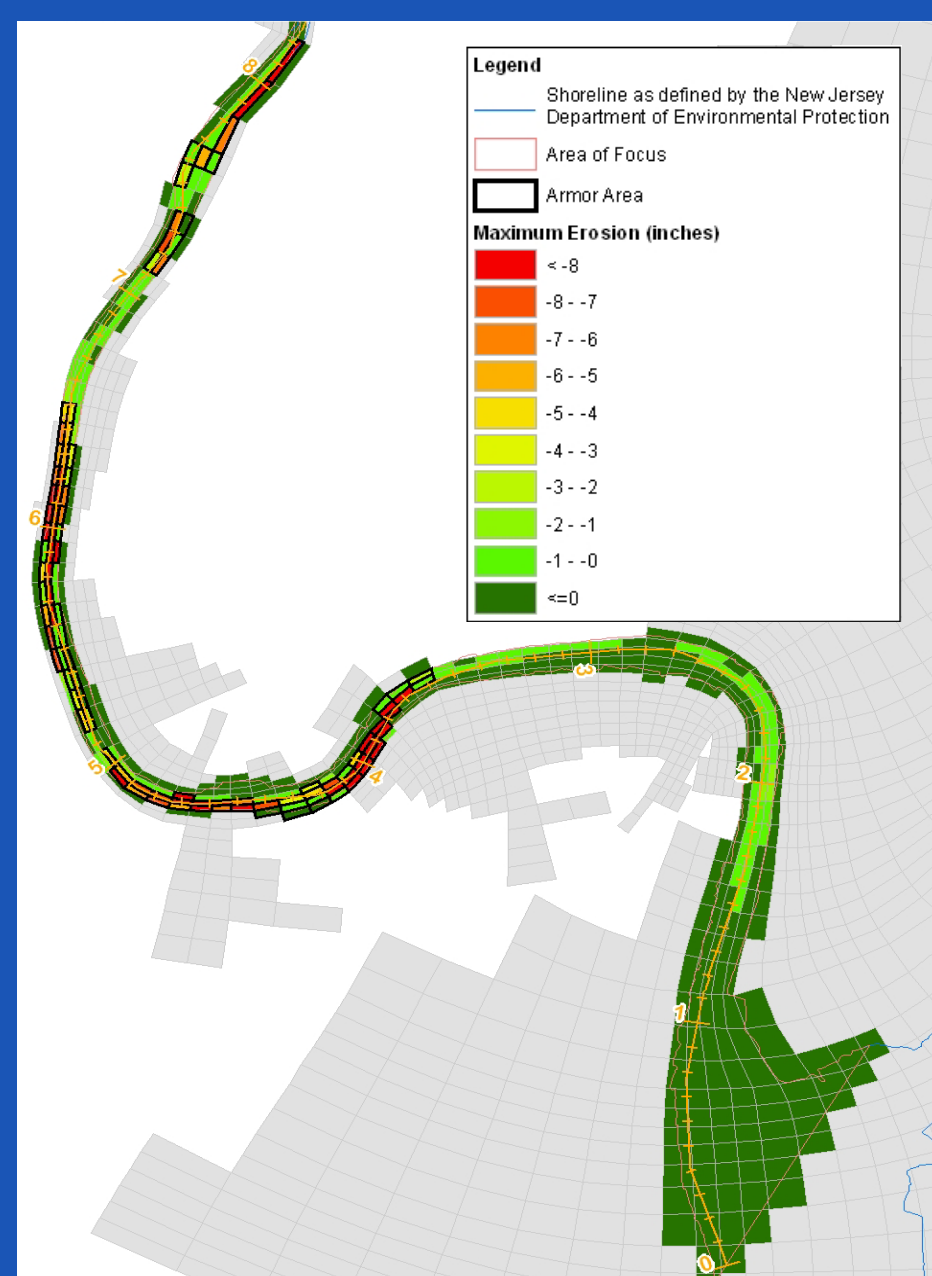 8
Legend
Shoreline as defined by the New Jersey
Department of Environmental Protection
Area of Focus
Armor Area
Maximum Erosion (inches)
< -8
-8 - -7
-7 - -6
-6 - -5
-5 - -4
-4 - -3
-3 - -2
-2 - -1
-1 - -0
<=0
7
6
3
5
4
2
1
0